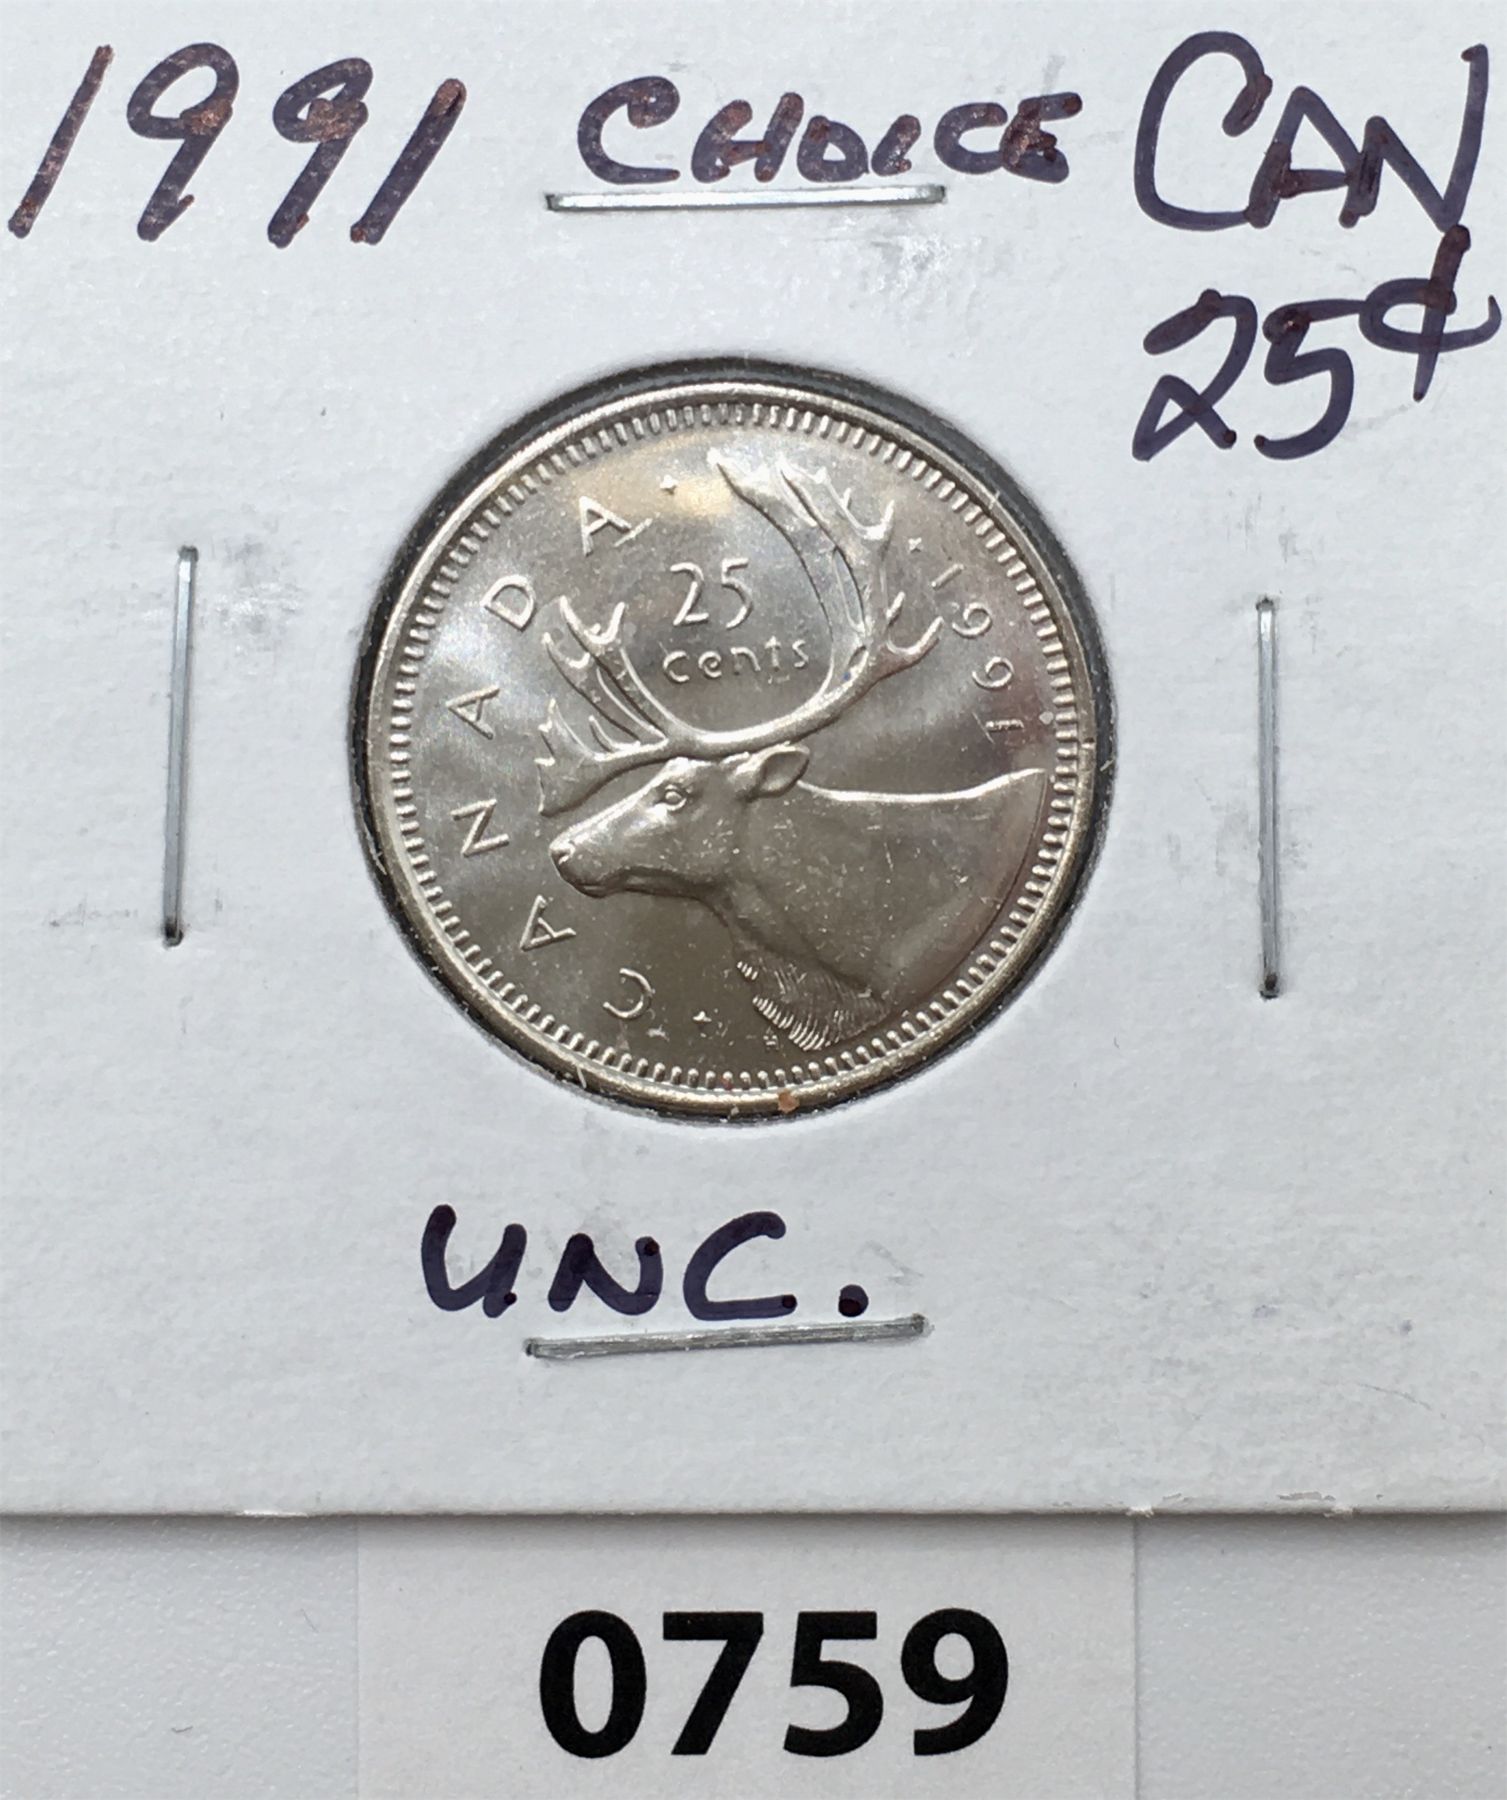 1991 CHOICE CAN
25¢
CANADA
25
cents
1991
UNC.
0759